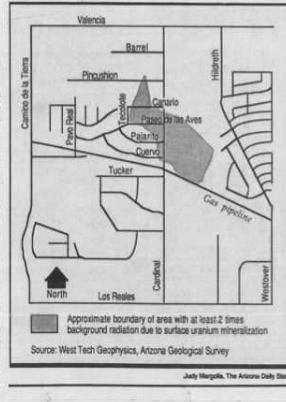 Valencia
Barrel
Hildreth
Pincushion
Camino de la Tierra
Tecolote
Canario
Pavo Real
Paseo de las Aves
Pajarito
Cuervo
Tucker
Gas pipeline
Cardinal
Westover
North
Los Reales
Approximate boundary of area with at least 2 times
background radiation due to surface uranium mineralization
Source: West Tech Geophysics, Arizona Geological Survey
Judy Margolis, The Arizona Daily Star